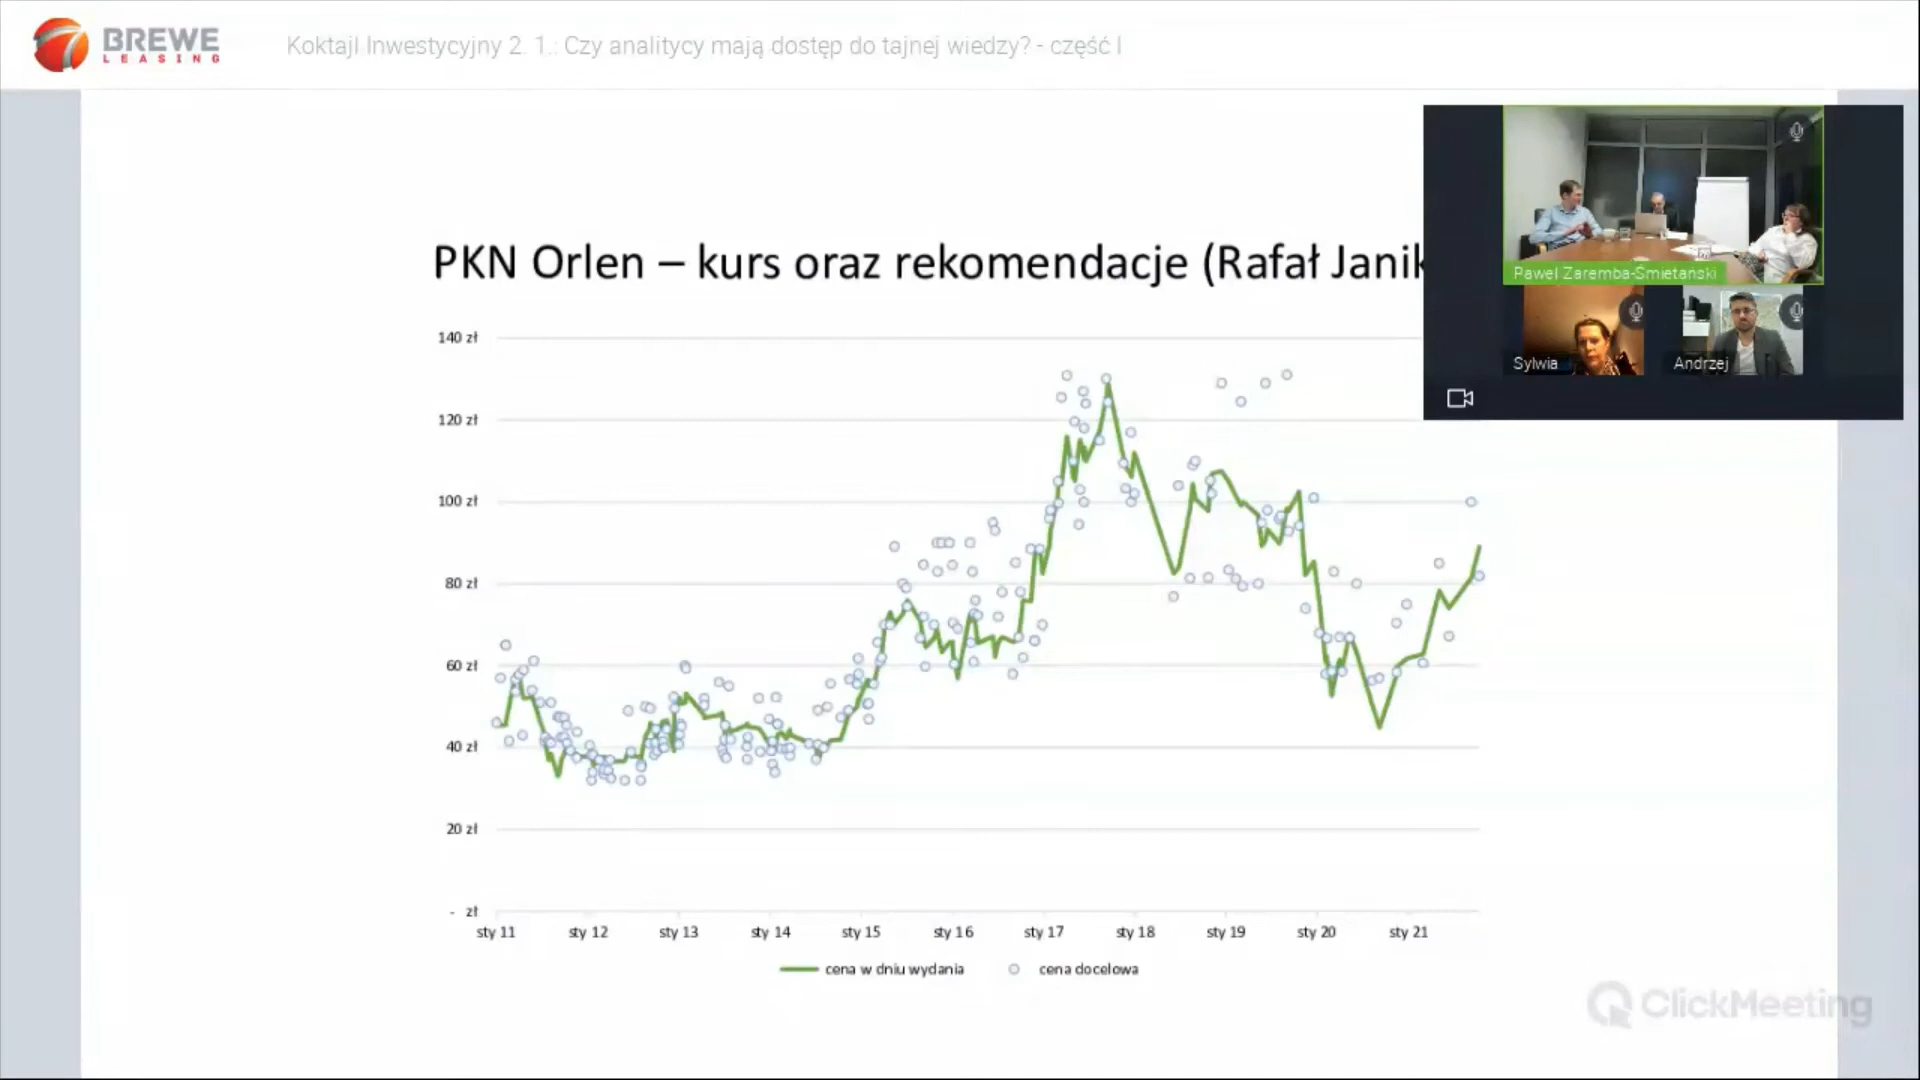 BREWE
LEASING
Koktajl Inwestycyjny 2. 1.: Czy analitycy mają dostęp do tajnej wiedzy? - część I
Paweł Zaremba-Śmietański
Sylwia
Andrzej
PKN Orlen – kurs oraz rekomendacje (Rafał Janik
140 zł
120 zł
100 zł
80 zł
60 zł
40 zł
20 zł
- zł
sty 11 sty 12 sty 13 sty 14 sty 15 sty 16 sty 17 sty 18 sty 19 sty 20 sty 21
cena w dniu wydania cena docelowa
ClickMeeting